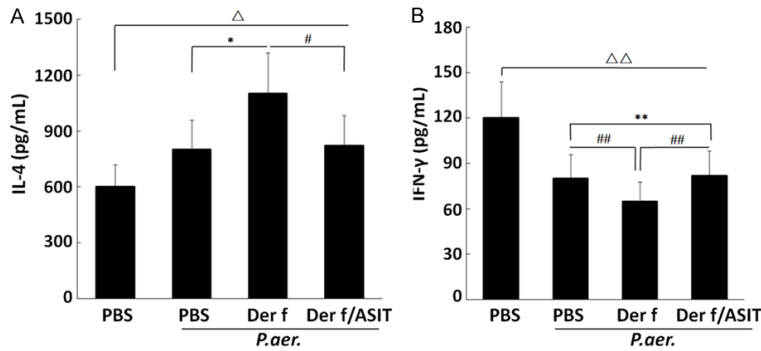 A
IL-4 (pg/mL)
1500
1200
900
600
300
0
△
*
#
PBS PBS Der f Der f/ASIT
P.aer.
B
IFN-γ (pg/mL)
180
150
120
90
60
30
0
△△
**
## ##
PBS PBS Der f Der f/ASIT
P.aer.